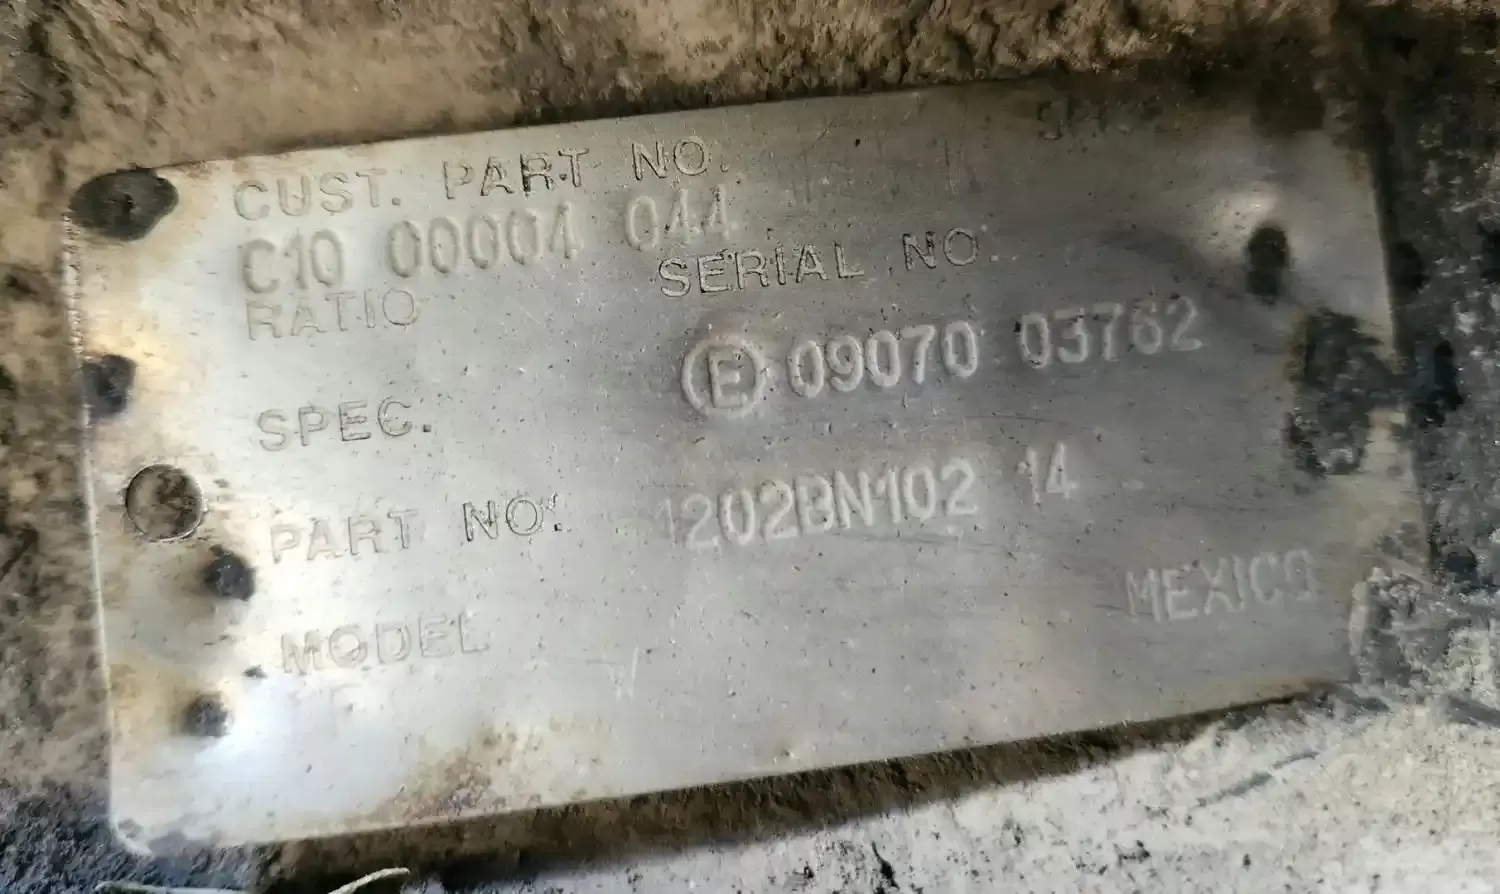 CUST. PART NO.
C10 00004 044
RATIO
SERIAL NO.
Ⓔ 09070 03762
SPEC.
PART NO. 1202BN102 14
MODEL
MEXICO